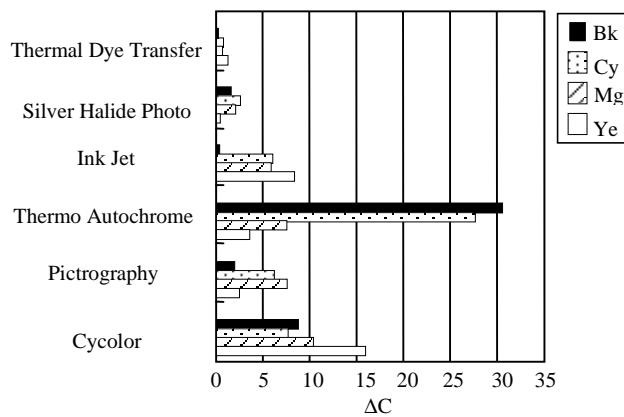 Thermal Dye Transfer
Silver Halide Photo
Ink Jet
Thermo Autochrome
Pictrography
Cycolor
0 5 10 15 20 25 30 35
ΔC
Bk
Cy
Mg
Ye